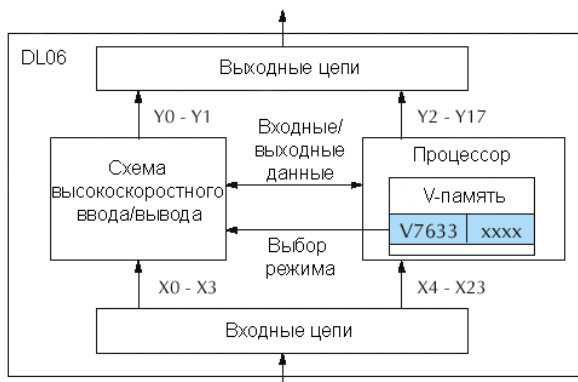 DL06
Выходные цепи
Y0 - Y1
Y2 - Y17
Входные/
выходные
данные
Схема
высокоскоростного
ввода/вывода
Процессор
V-память
V7633 xxxx
Выбор
режима
X0 - X3
X4 - X23
Входные цепи